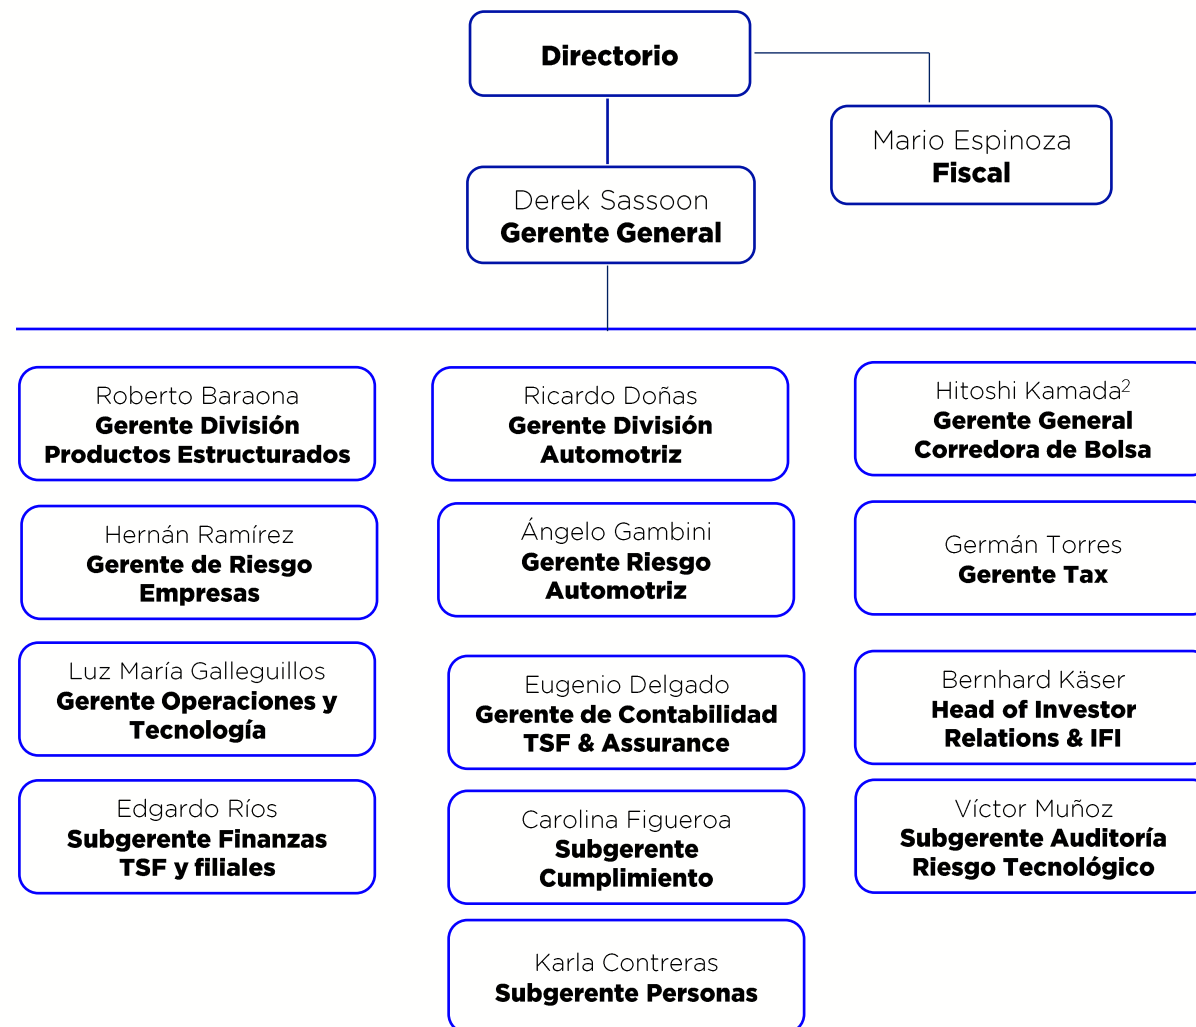 Directorio
Mario Espinoza
Fiscal
Derek Sassoon
Gerente General
Roberto Baraona
Gerente División
Productos Estructurados
Ricardo Doñas
Gerente División
Automotriz
Hitoshi Kamada²
Gerente General
Corredora de Bolsa
Hernán Ramírez
Gerente de Riesgo
Empresas
Ángelo Gambini
Gerente Riesgo
Automotriz
Germán Torres
Gerente Tax
Luz María Galleguillos
Gerente Operaciones y
Tecnología
Eugenio Delgado
Gerente de Contabilidad
TSF & Assurance
Bernhard Käser
Head of Investor
Relations & IFI
Edgardo Ríos
Subgerente Finanzas
TSF y filiales
Carolina Figueroa
Subgerente
Cumplimiento
Víctor Muñoz
Subgerente Auditoría
Riesgo Tecnológico
Karla Contreras
Subgerente Personas